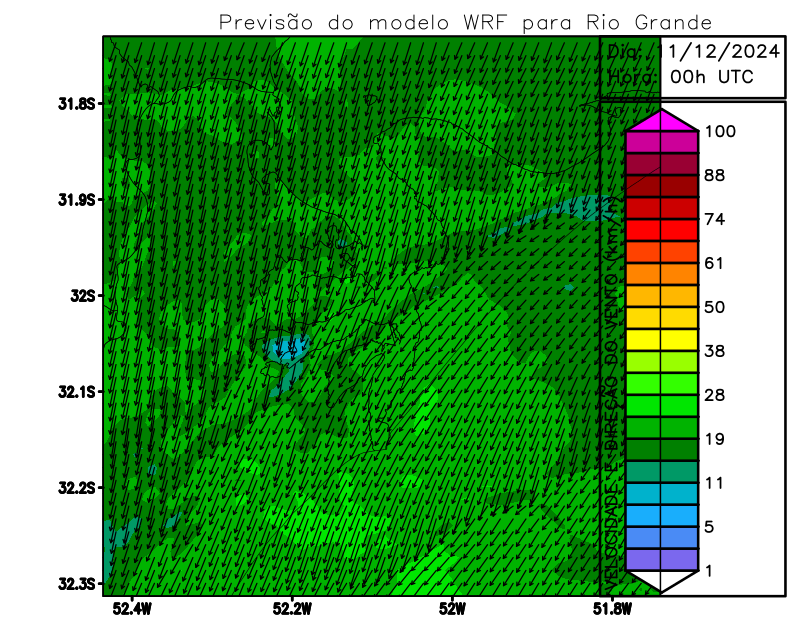 Previsão do modelo WRF para Rio Grande
Dia: 11/12/2024
Hora: 00h UTC
31.8S
31.9S
32S
32.1S
32.2S
32.3S
52.4W
52.2W
52W
51.8W
VELOCIDADE E DIREÇÃO DO VENTO (Km/
100
88
74
61
50
38
28
19
11
5
1